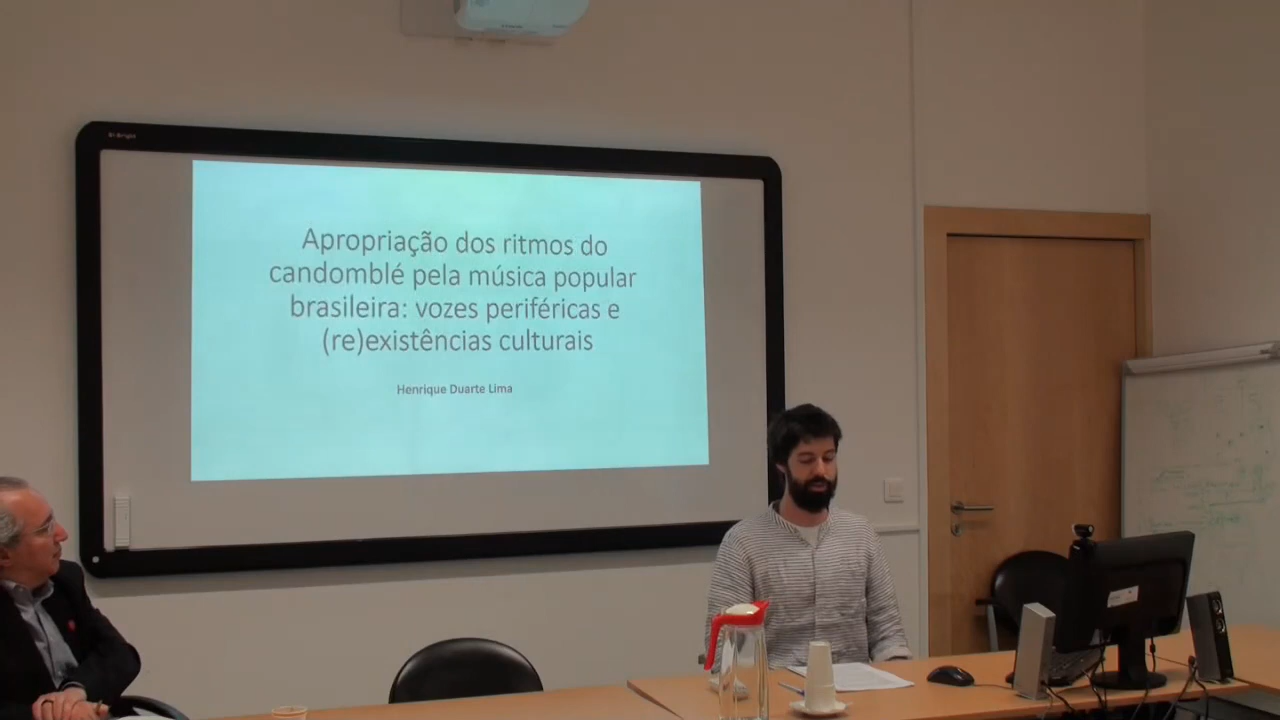 Apropriação dos ritmos do
candomblé pela música popular
brasileira: vozes periféricas e
(re)existências culturais
Henrique Duarte Lima